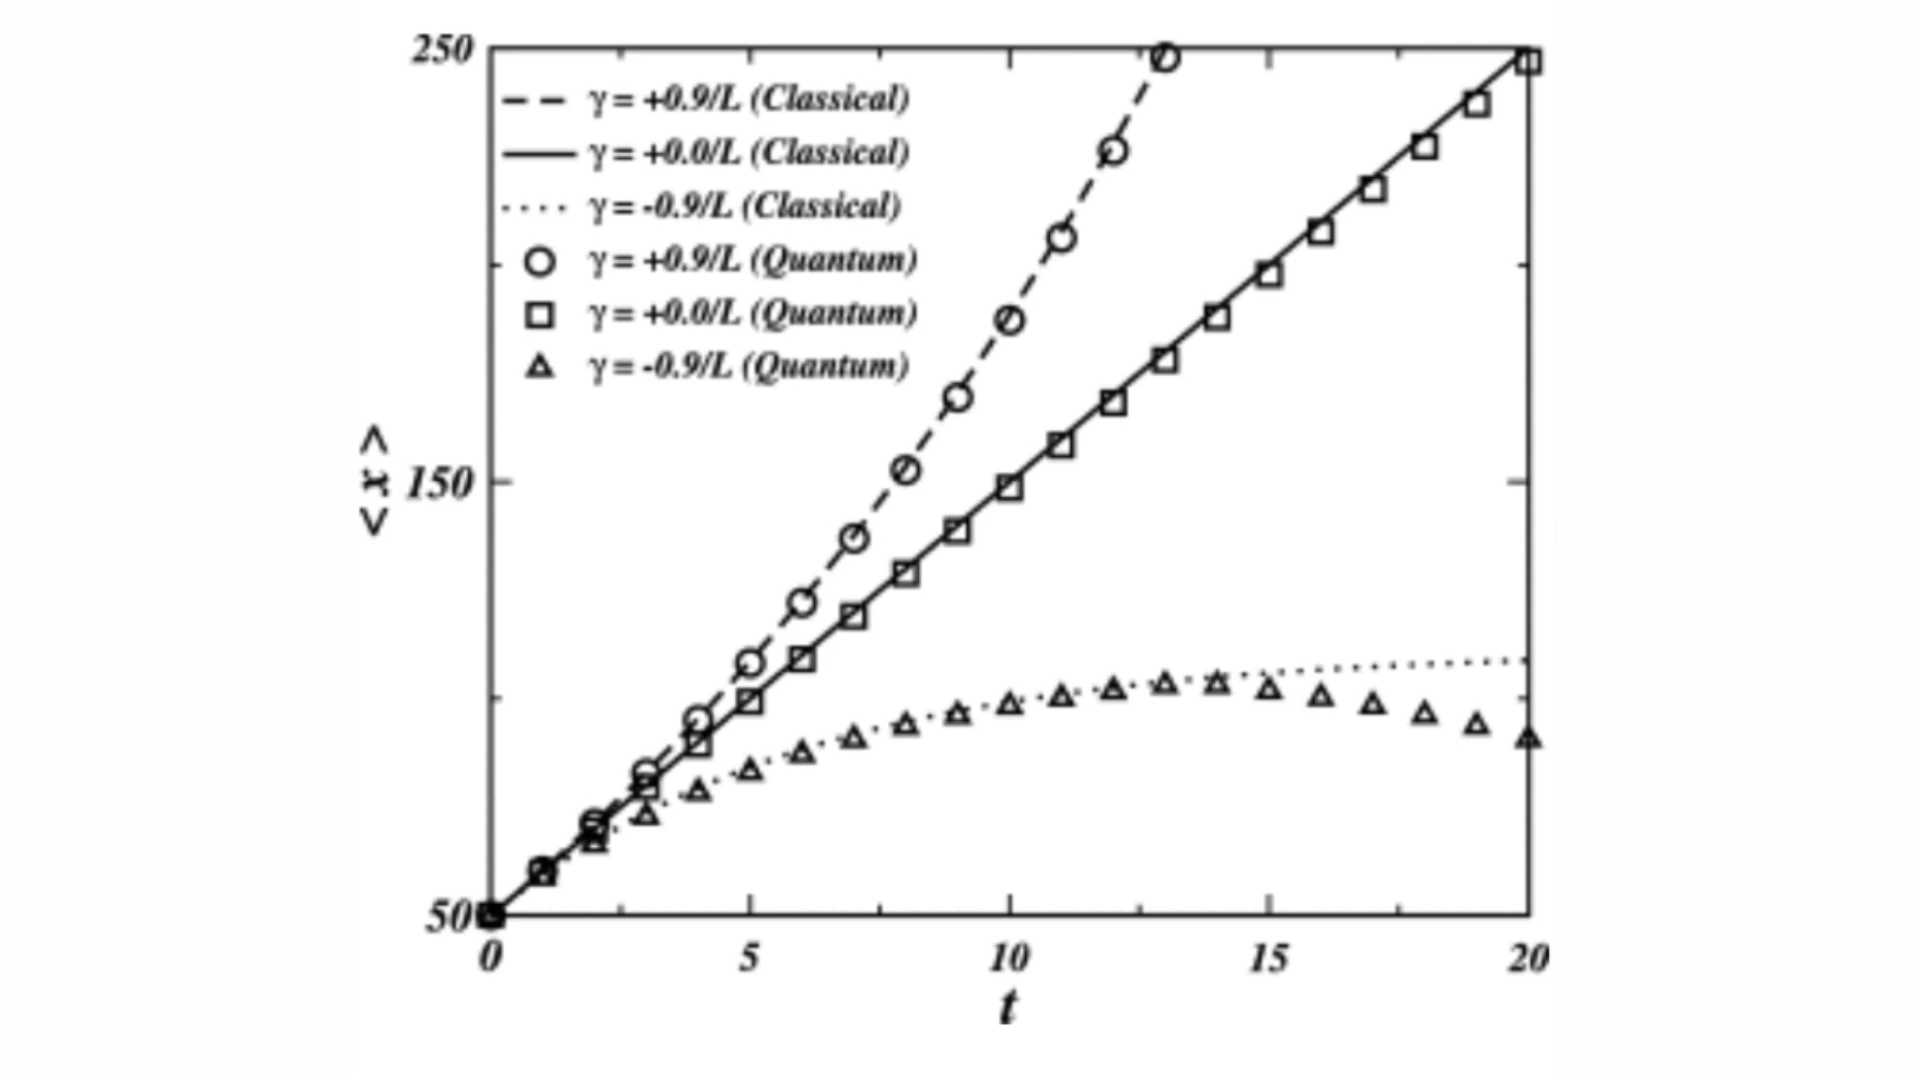 250
γ = +0.9/L (Classical)
γ = +0.0/L (Classical)
γ = -0.9/L (Classical)
γ = +0.9/L (Quantum)
γ = +0.0/L (Quantum)
γ = -0.9/L (Quantum)
< x >
150
50
0 5 10 15 20
t